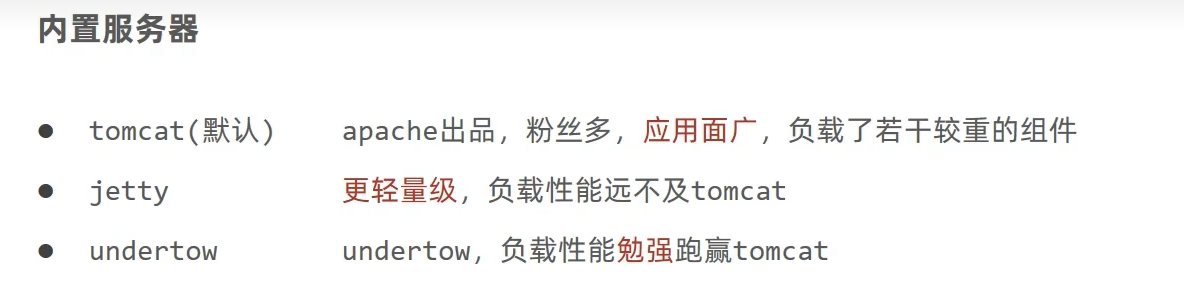 内置服务器
● tomcat(默认) apache出品，粉丝多，应用面广，负载了若干较重的组件
● jetty 更轻量级，负载性能远不及tomcat
● undertow undertow，负载性能勉强跑赢tomcat